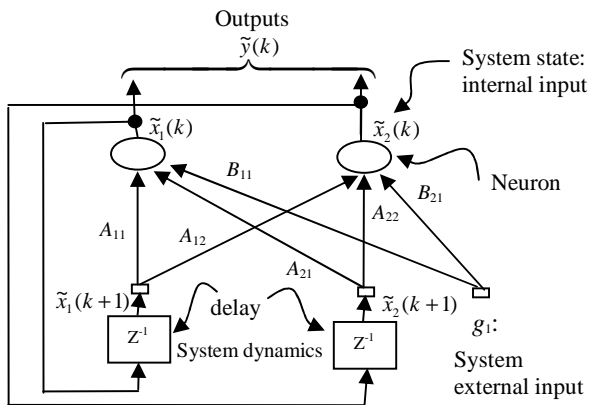 Outputs
ỹ(k)
System state:
internal input
x̃₁(k)
x̃₂(k)
B₁₁
Neuron
B₂₁
A₁₁
A₁₂
A₂₂
A₂₁
x̃₁(k+1)
delay
x̃₂(k+1)
g₁:
Z⁻¹
System dynamics
Z⁻¹
System
external input